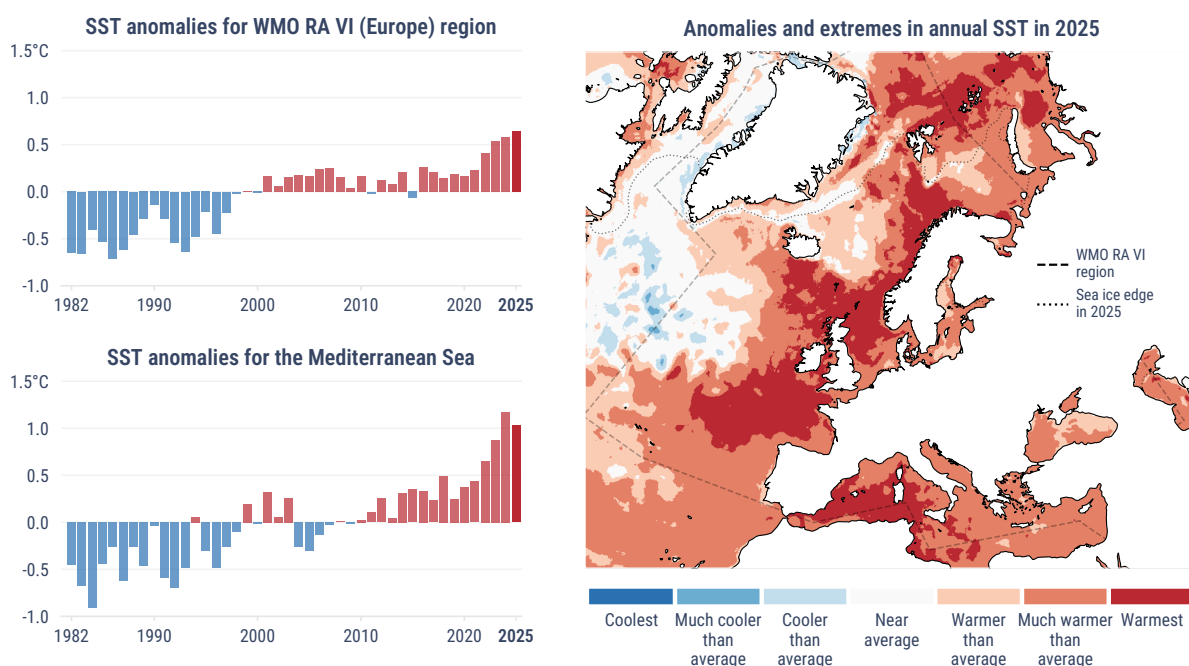 SST anomalies for WMO RA VI (Europe) region
1.5°C
1.0
0.5
0.0
-0.5
-1.0
1982
1990
2000
2010
2020
2025
SST anomalies for the Mediterranean Sea
1.5°C
1.0
0.5
0.0
-0.5
-1.0
1982
1990
2000
2010
2020
2025
Anomalies and extremes in annual SST in 2025
WMO RA VI
region
Sea ice edge
in 2025
Coolest
Much cooler
than
average
Cooler
than
average
Near
average
Warmer
than
average
Much warmer
than
average
Warmest